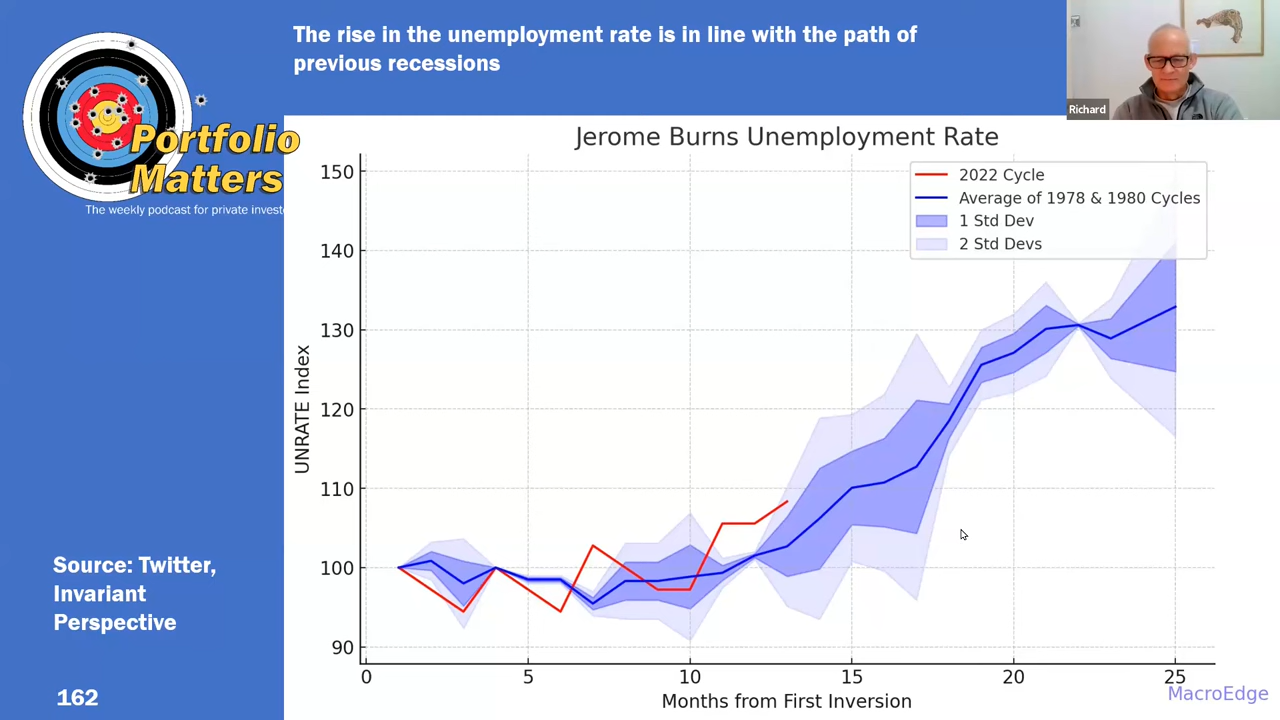 The rise in the unemployment rate is in line with the path of
previous recessions
Richard
Portfolio
Matters
The weekly podcast for private
Jerome Burns Unemployment Rate
2022 Cycle
Average of 1978 & 1980 Cycles
1 Std Dev
2 Std Devs
150
140
130
120
110
100
90
UNRATE Index
0 5 10 15 20 25
Months from First Inversion
MacroEdge
Source: Twitter,
Invariant
Perspective
162